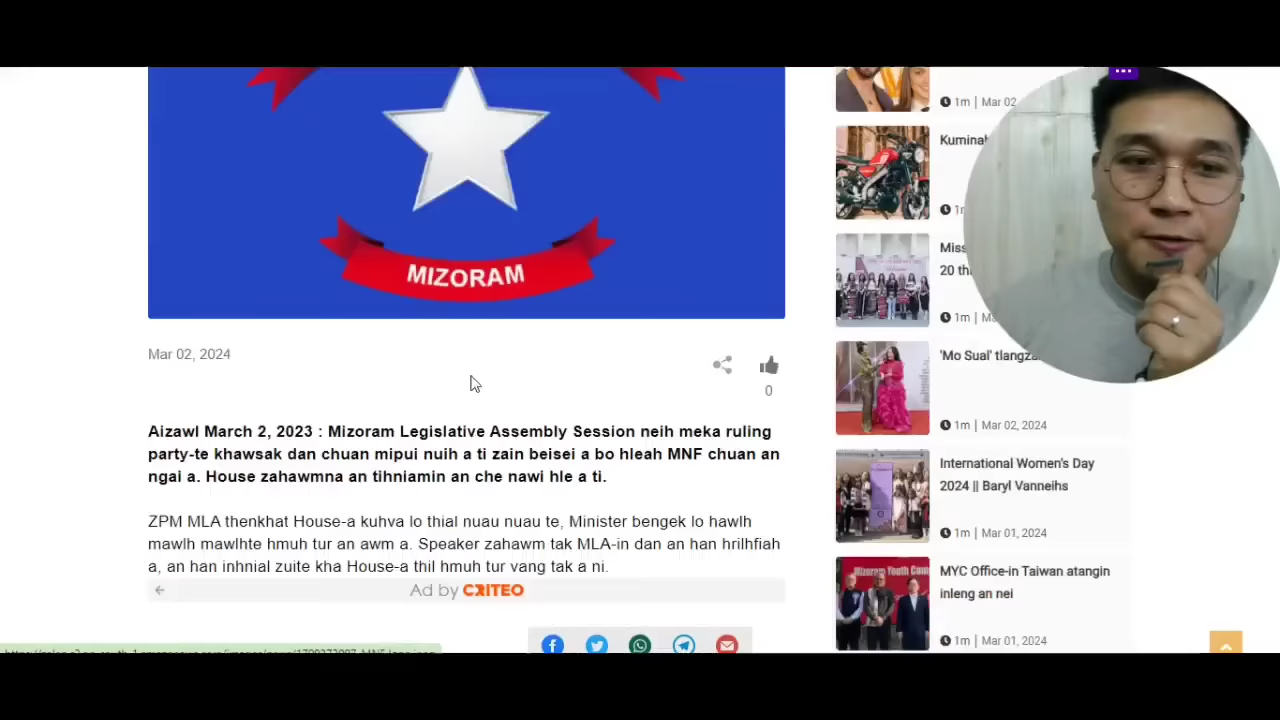 MIZORAM
Mar 02, 2024
0
Aizawl March 2, 2023 : Mizoram Legislative Assembly Session neih meka ruling
party-te khawsak dan chuan mipui nuih a ti zain beisei a bo hleah MNF chuan an
ngai a. House zahawmna an tihniamin an che nawi hle a ti.
ZPM MLA thenkhat House-a kuhva lo thial nuau nuau te, Minister bengek lo hawlh
mawlh mawlhte hmuh tur an awm a. Speaker zahawm tak MLA-in dan an han hrilhfiah
a, an han inhnial zuite kha House-a thil hmuh tur vang tak a ni.
Ad by CRITEO
1m | Mar 02
Miss
20
1m
'Mo Sual'
1m | Mar 02, 2024
International Women's Day
2024 || Baryl Vanneihs
1m | Mar 01, 2024
MYC Office-in Taiwan atangin
inleng an nei
1m | Mar 01, 2024